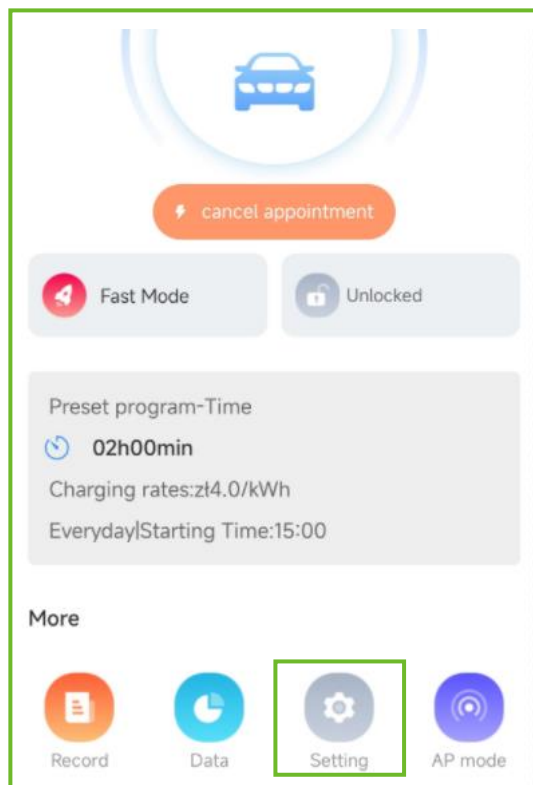 cancel appointment
Fast Mode
Unlocked
Preset program-Time
02h00min
Charging rates:zł4.0/kWh
Everyday|Starting Time:15:00
More
Record
Data
Setting
AP mode